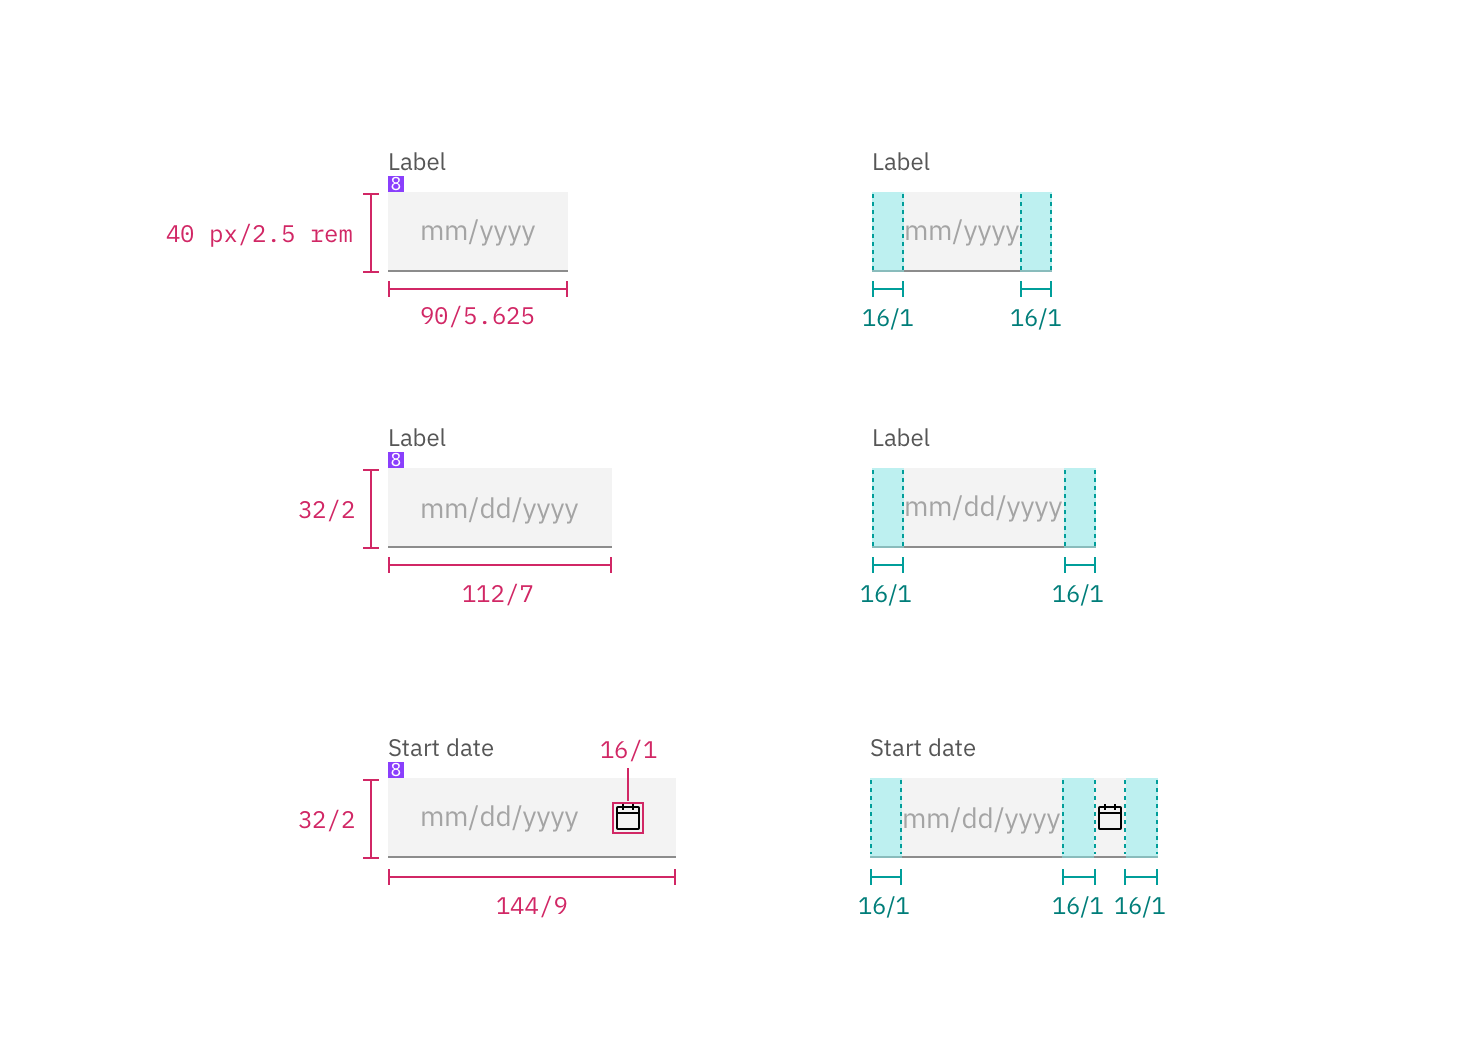 Label
8
40 px/2.5 rem
mm/yyyy
90/5.625
Label
mm/yyyy
16/1 16/1
Label
8
32/2
mm/dd/yyyy
112/7
Label
mm/dd/yyyy
16/1 16/1
Start date
16/1
8
32/2
mm/dd/yyyy
144/9
Start date
mm/dd/yyyy
16/1 16/1 16/1